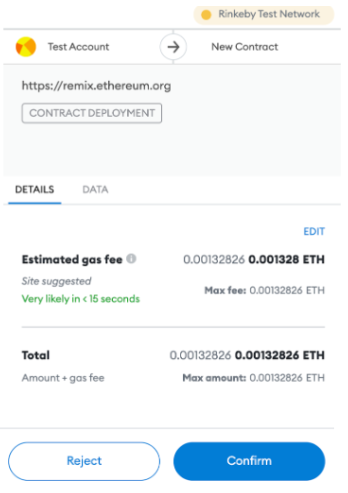 Rinkeby Test Network
Test Account New Contract
https://remix.ethereum.org
CONTRACT DEPLOYMENT
DETAILS DATA
EDIT
Estimated gas fee 0.00132826 0.001328 ETH
Site suggested
Very likely in < 15 seconds Max fee: 0.00132826 ETH
Total 0.00132826 0.00132826 ETH
Amount + gas fee Max amount: 0.00132826 ETH
Reject Confirm